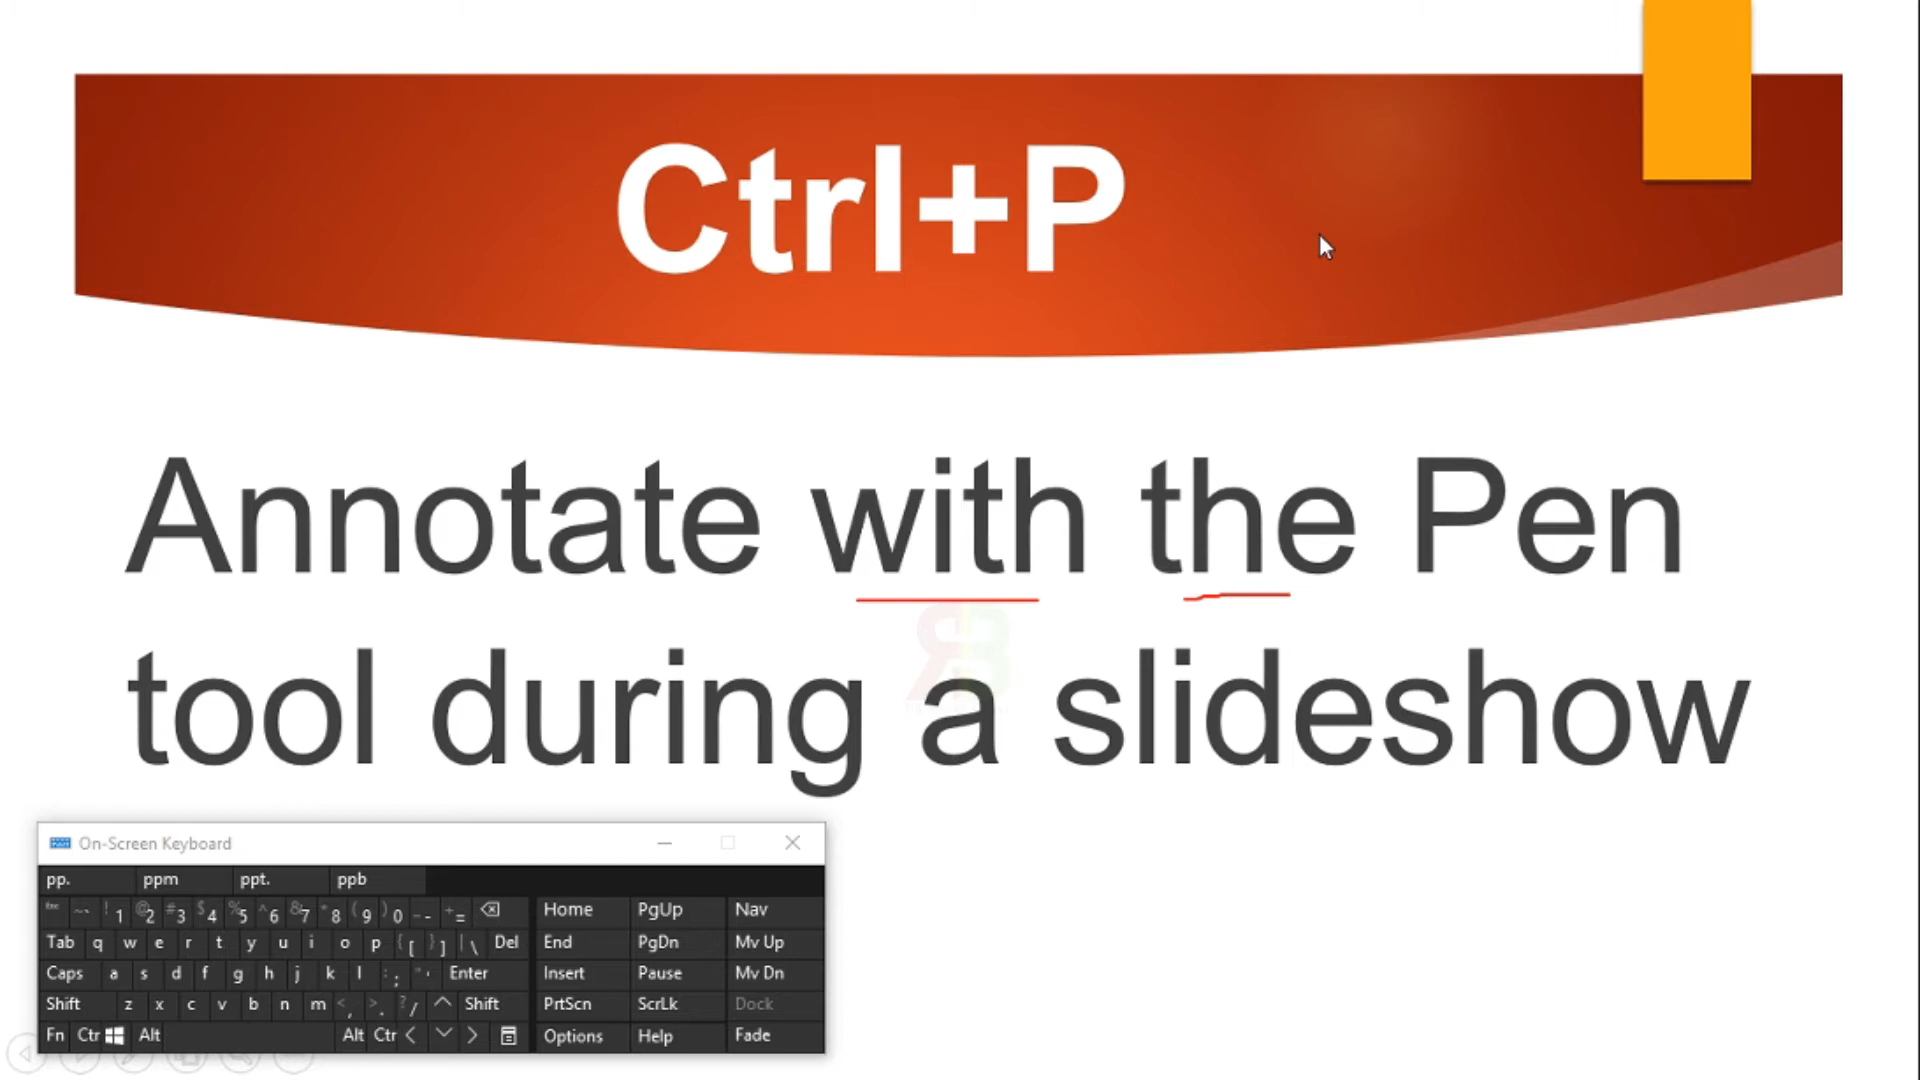 Ctrl+P
Annotate with the Pen
tool during a slideshow
On-Screen Keyboard
pp. ppm ppt. ppb
Esc ~ ` ! 1 @ 2 # 3 $ 4 % 5 ^ 6 & 7 * 8 ( 9 ) 0 _ - + = Home PgUp Nav
Tab q w e r t y u i o p { [ } ] | \ Del End PgDn Mv Up
Caps a s d f g h j k l : ; " ' Enter Insert Pause Mv Dn
Shift z x c v b n m < , > . ? / Shift PrtScn ScrLk Dock
Fn Ctr Alt Alt Ctr Options Help Fade